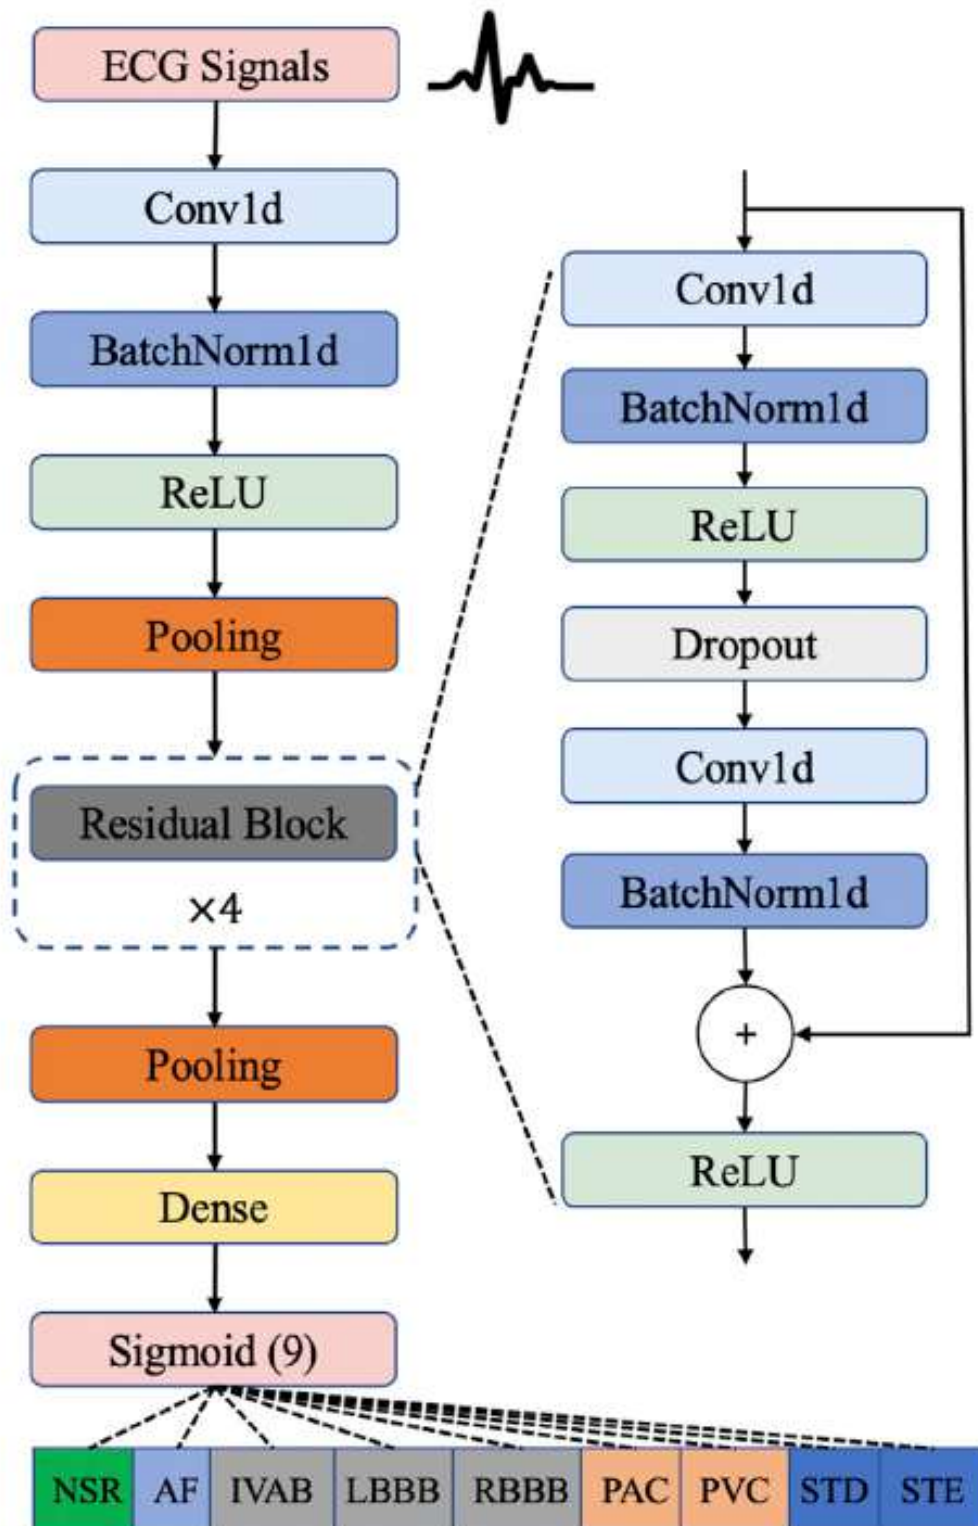 ECG Signals
Conv1d
BatchNorm1d
ReLU
Pooling
Residual Block
×4
Pooling
Dense
Sigmoid (9)
NSR AF IVAB LBBB RBBB PAC PVC STD STE
Conv1d
BatchNorm1d
ReLU
Dropout
Conv1d
BatchNorm1d
+
ReLU